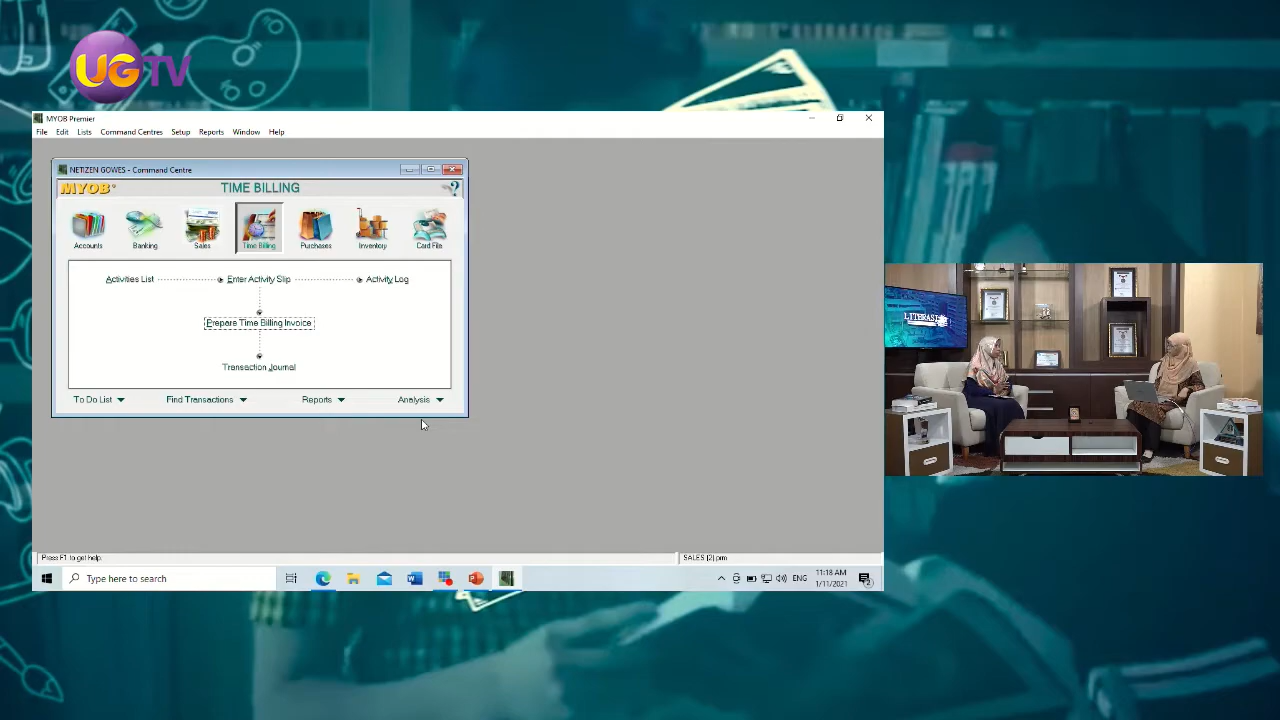 UGTV
MYOB Premier
File Edit Lists Command Centres Setup Reports Window Help
NETIZEN GOWES - Command Centre
MYOB TIME BILLING
Accounts Banking Sales Time Billing Purchases Inventory Card File
Activities List Enter Activity Slip Activity Log
Prepare Time Billing Invoice
Transaction Journal
To Do List Find Transactions Reports Analysis
Press F1 to get help.
SALES (2).prm
Type here to search
ENG
11:18 AM
1/11/2021
2
LITERASI